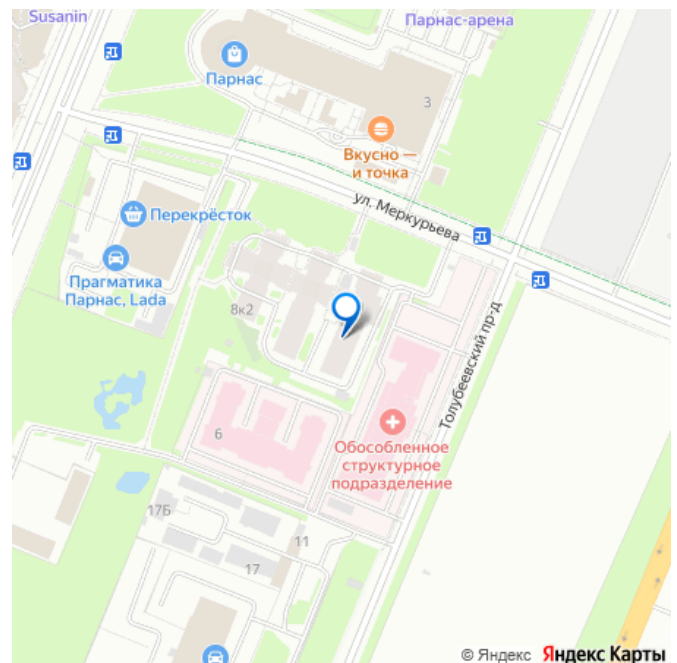 Susanin
Парнас-арена
Парнас
3
Вкусно —
и точка
ул. Меркурьева
Перекрёсток
Прагматика
Парнас, Lada
8к2
Толубеевский пр-д
6
Обособленное
структурное
подразделение
17Б
11
17
© Яндекс Яндекс Карты